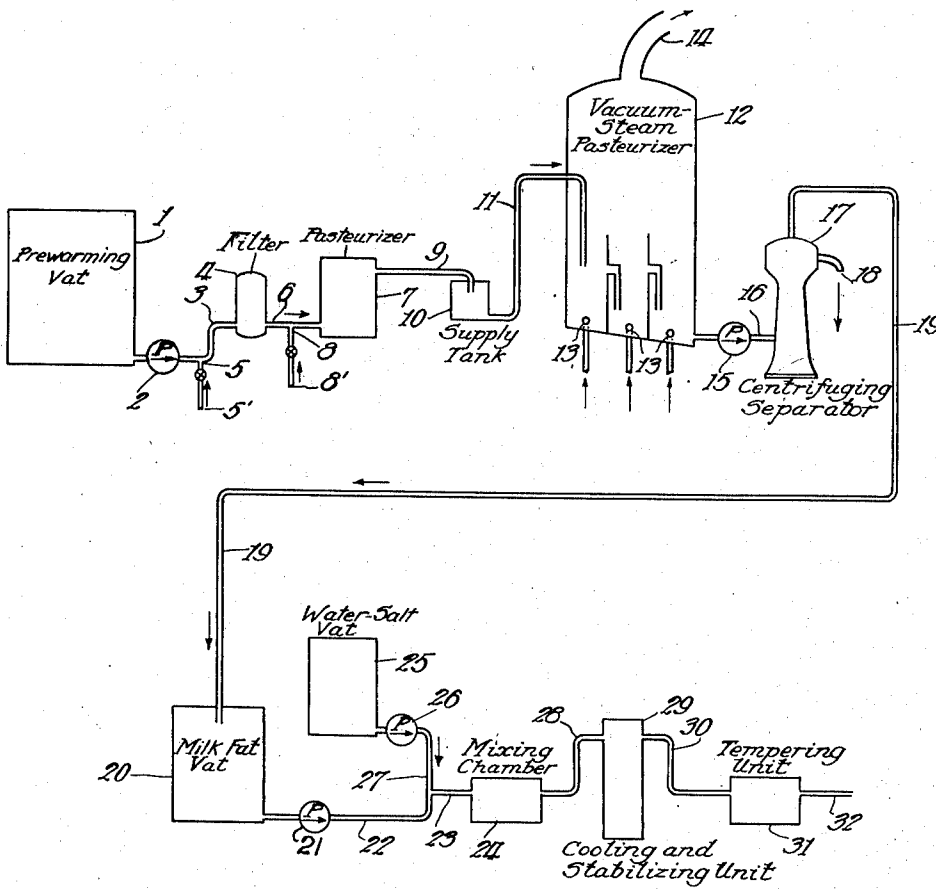 14
Vacuum-
Steam
Pasteurizer
12
11
1
Prewarming
Vat
Filter
4
3
6
Pasteurizer
7
9
10
Supply
Tank
17
18
16
19
P
2
5
5'
8
8'
13
13
P
15
Centrifuging
Separator
19
Water-Salt
Vat
25
P
26
27
Milk Fat
Vat
20
P
21
22
23
Mixing
Chamber
24
28
29
30
Cooling and
Stabilizing Unit
Tempering
Unit
31
32